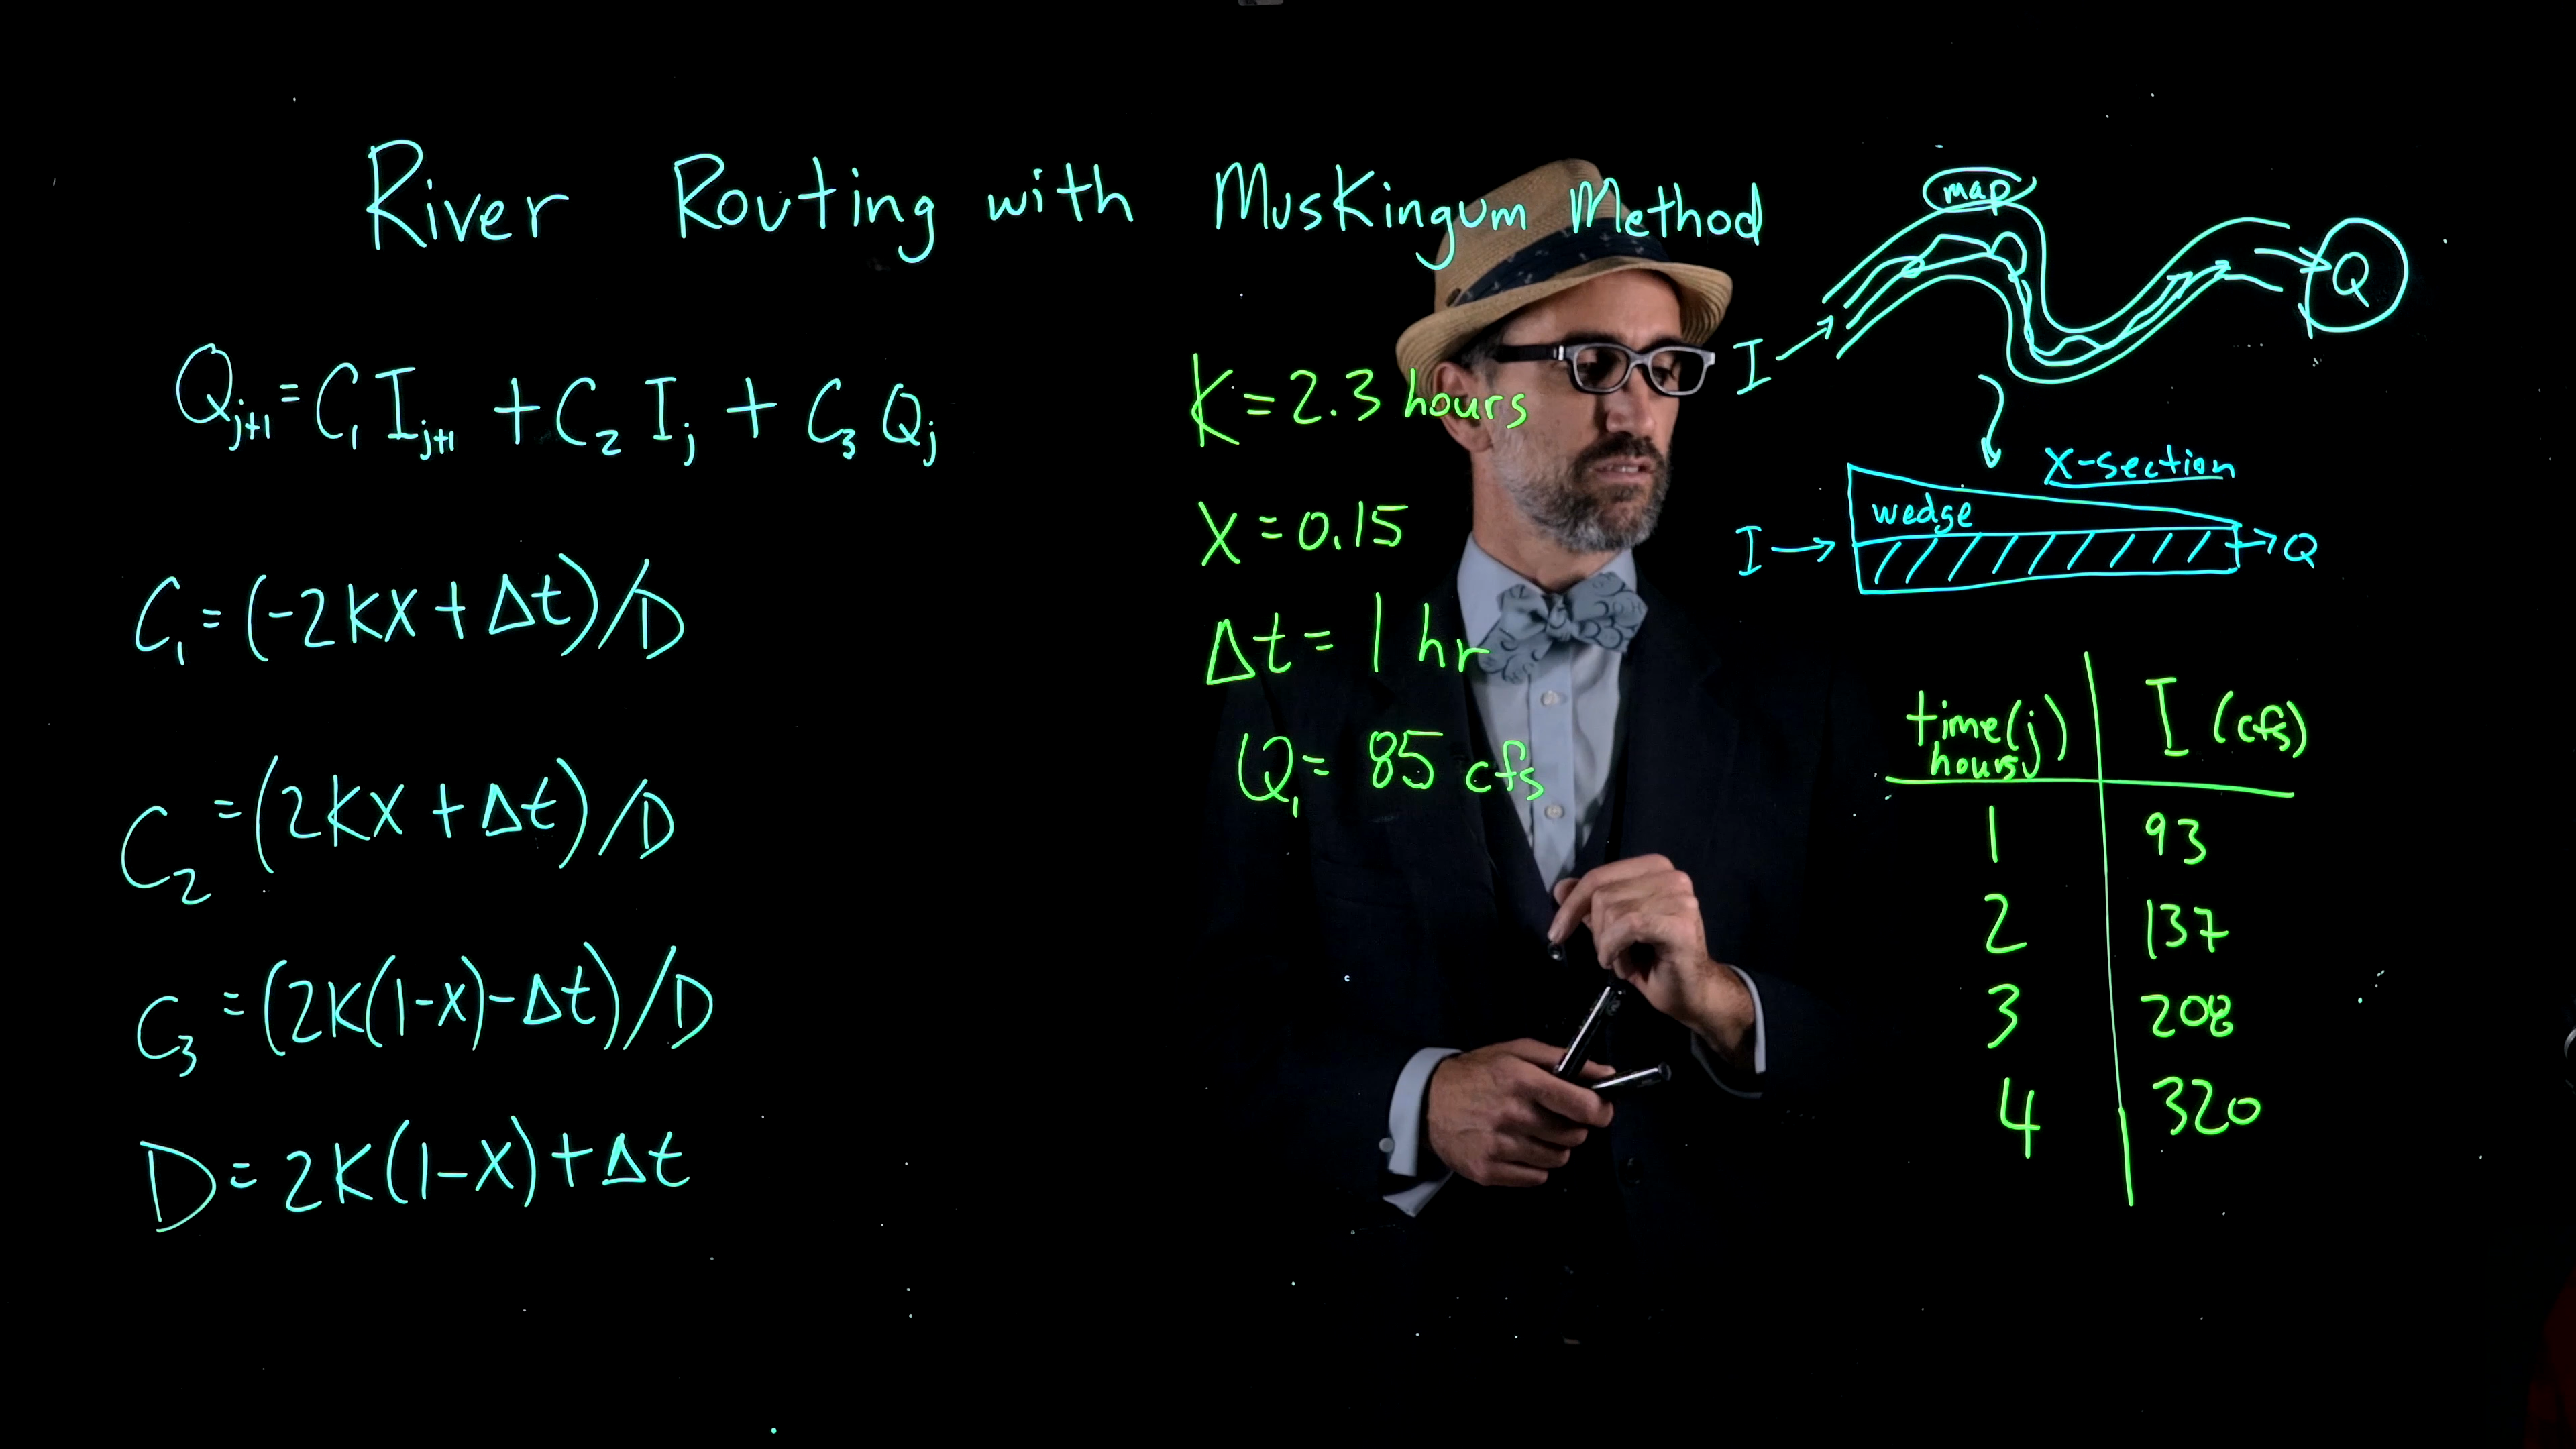 River Routing with Muskingum Method
Q_{j+1} = C_1 I_{j+1} + C_2 I_j + C_3 Q_j
C_1 = (-2KX + Δt)/D
C_2 = (2KX + Δt)/D
C_3 = (2K(1-X) - Δt)/D
D = 2K(1-X) + Δt
K = 2.3 hours
X = 0.15
Δt = 1 hr
Q_1 = 85 cfs
map
I
Q
X-section
wedge
I
Q
time(j) hours I (cfs)
1 93
2 137
3 208
4 320